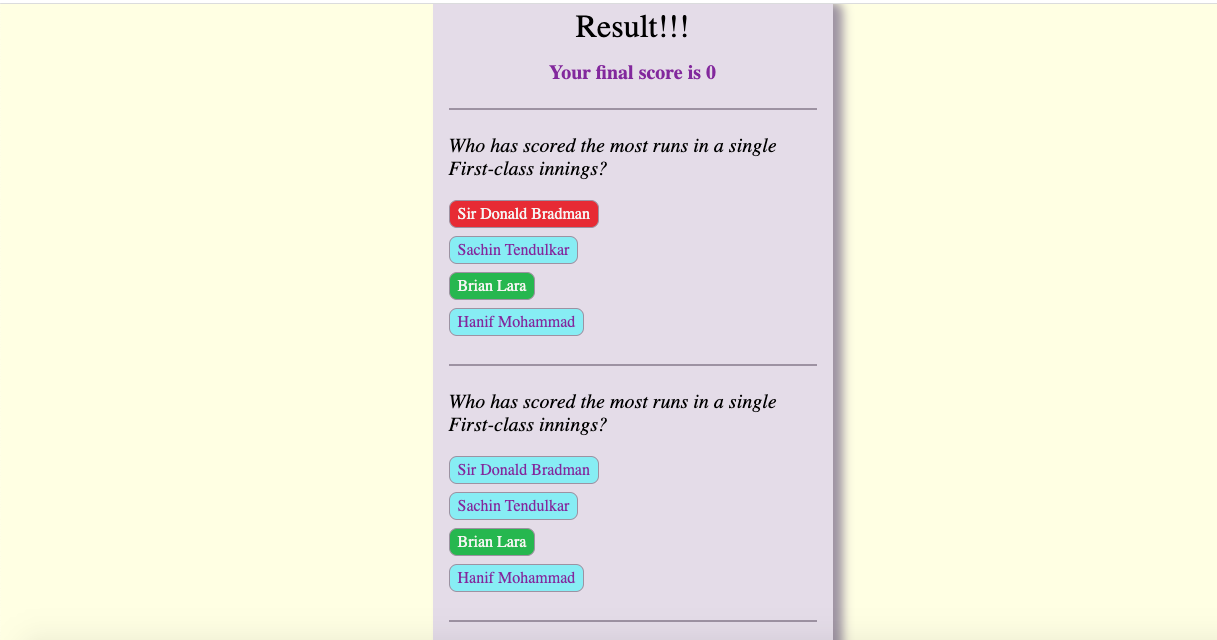 Result!!!
Your final score is 0
Who has scored the most runs in a single
First-class innings?
Sir Donald Bradman
Sachin Tendulkar
Brian Lara
Hanif Mohammad
Who has scored the most runs in a single
First-class innings?
Sir Donald Bradman
Sachin Tendulkar
Brian Lara
Hanif Mohammad